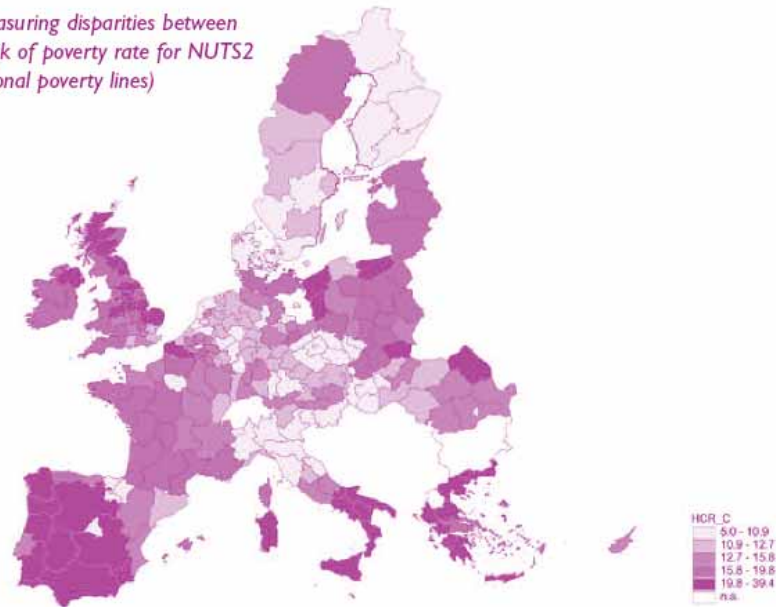 asuring disparities between
k of poverty rate for NUTS2
onal poverty lines)
HCR_C
5.0 - 10.9
10.9 - 12.7
12.7 - 15.8
15.8 - 19.8
19.8 - 39.4
n.a.